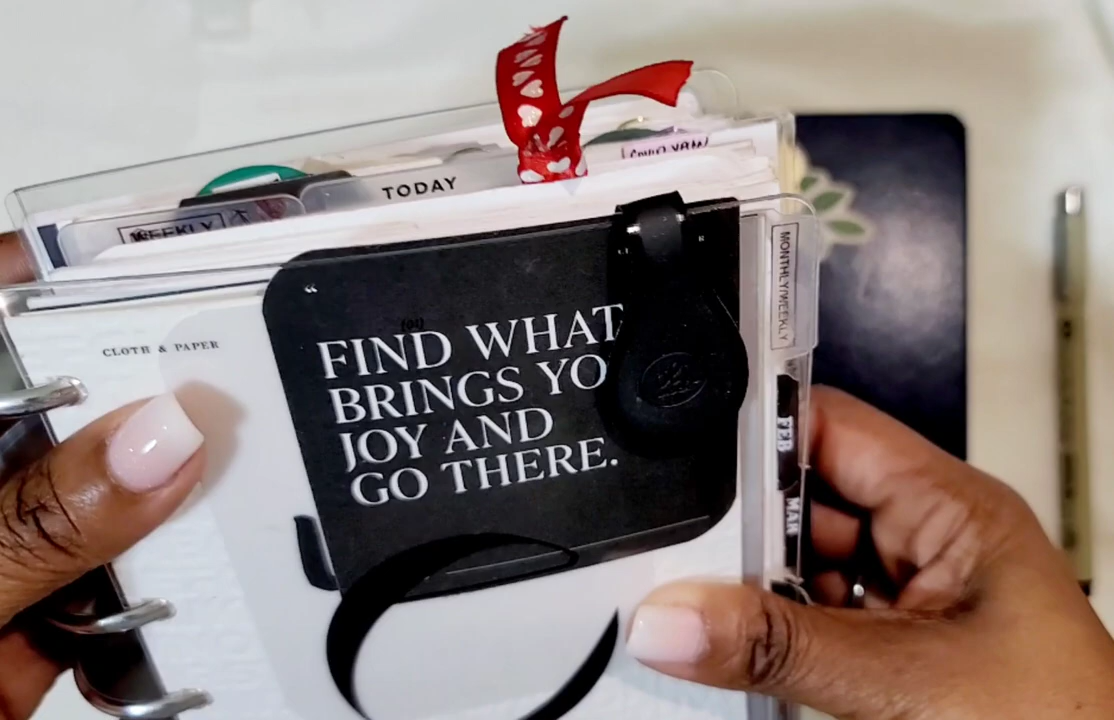 TODAY
WEEKLY
CLOTH & PAPER
“
FIND WHAT
BRINGS YO
JOY AND
GO THERE.
MONTHLY/WEEKLY
FEB
MAR